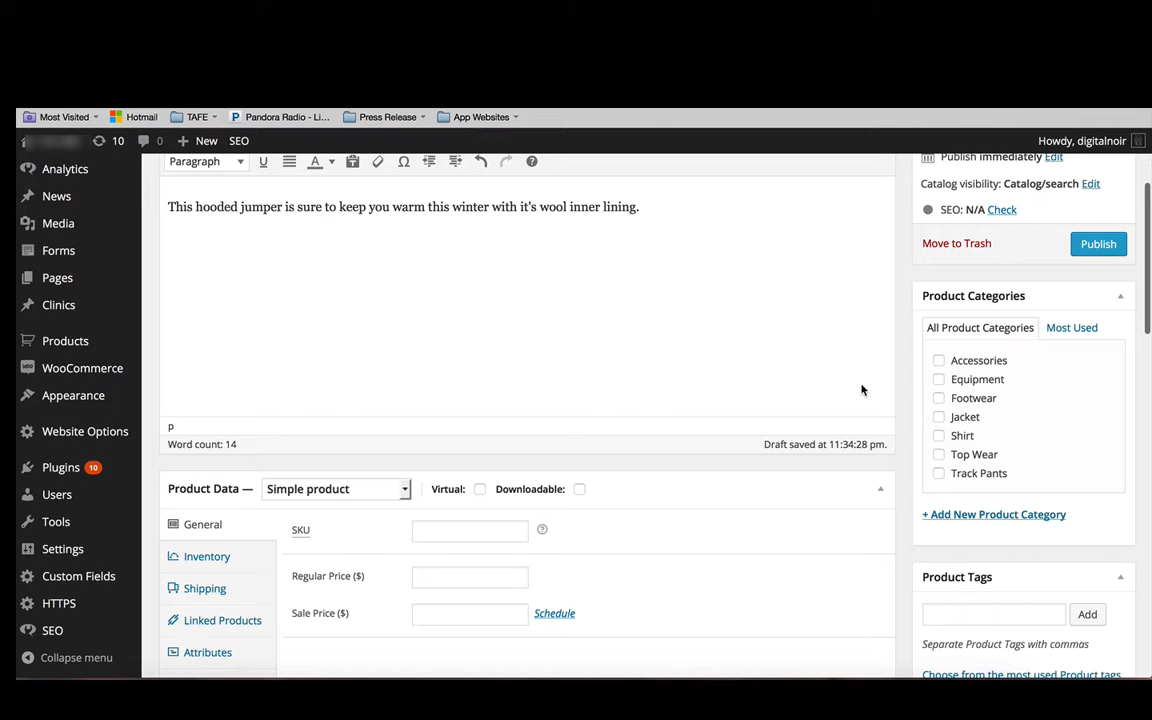 Most Visited Hotmail TAFE Pandora Radio - Li... Press Release App Websites
10 0 New SEO Howdy, digitalnoir
Analytics
News
Media
Forms
Pages
Clinics
Products
WooCommerce
Appearance
Website Options
Plugins 10
Users
Tools
Settings
Custom Fields
HTTPS
SEO
Collapse menu
Paragraph
This hooded jumper is sure to keep you warm this winter with it's wool inner lining.
p
Word count: 14 Draft saved at 11:34:28 pm.
Product Data — Simple product Virtual: Downloadable:
General
Inventory
Shipping
Linked Products
Attributes
SKU
Regular Price ($)
Sale Price ($) Schedule
Publish immediately Edit
Catalog visibility: Catalog/search Edit
SEO: N/A Check
Move to Trash Publish
Product Categories
All Product Categories Most Used
Accessories
Equipment
Footwear
Jacket
Shirt
Top Wear
Track Pants
+ Add New Product Category
Product Tags
Add
Separate Product Tags with commas
Choose from the most used Product tags